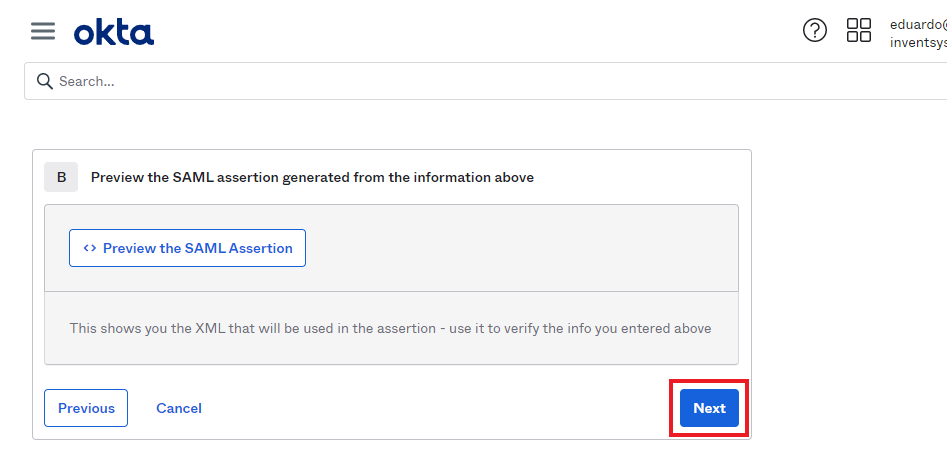 okta
eduardo@
inventsys
Search...
B Preview the SAML assertion generated from the information above
<> Preview the SAML Assertion
This shows you the XML that will be used in the assertion - use it to verify the info you entered above
Previous Cancel Next